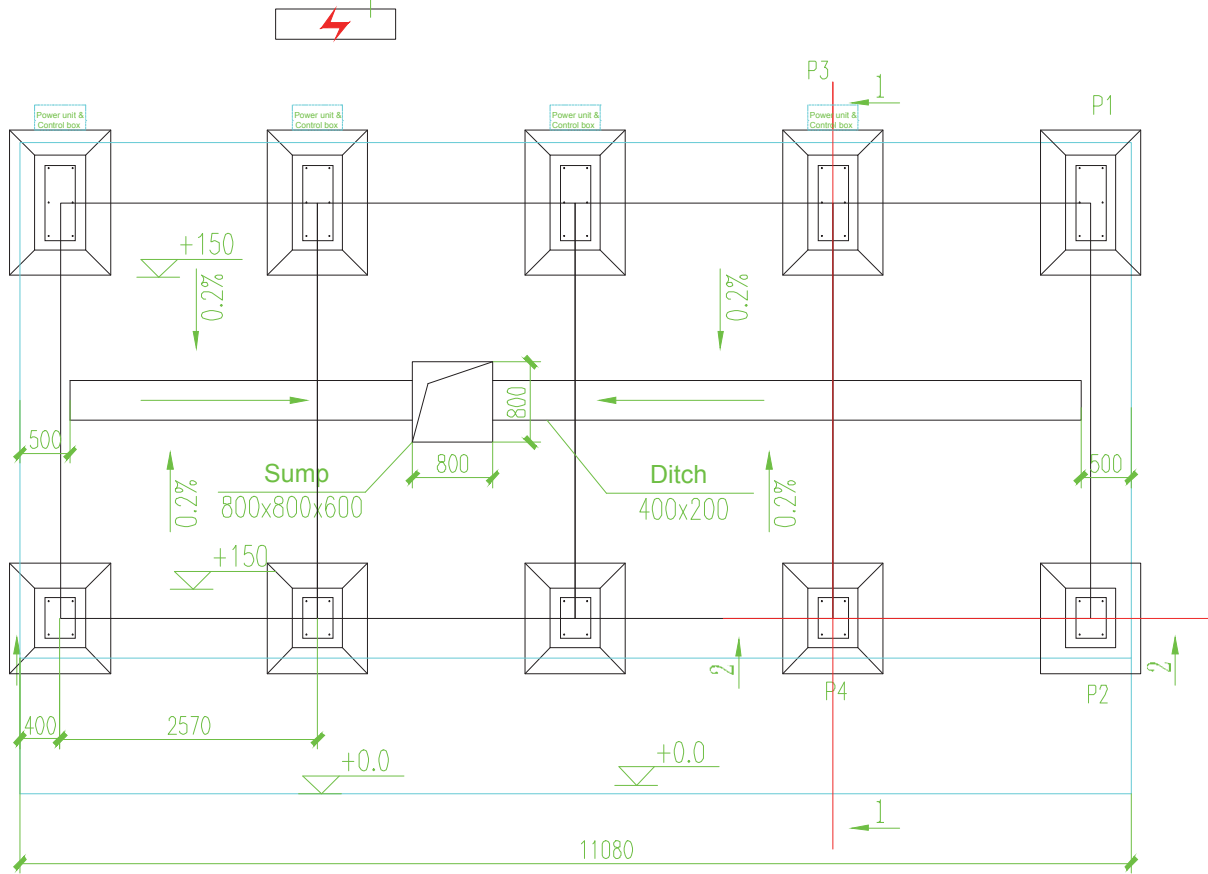 P3
1
P1
Power unit &
Control box
Power unit &
Control box
Power unit &
Control box
Power unit &
Control box
+150
0.2%
0.2%
800
500
Sump
800x800x600
800
Ditch
400x200
500
0.2%
0.2%
+150
2
2
P4
P2
400
2570
+0.0
+0.0
1
11080